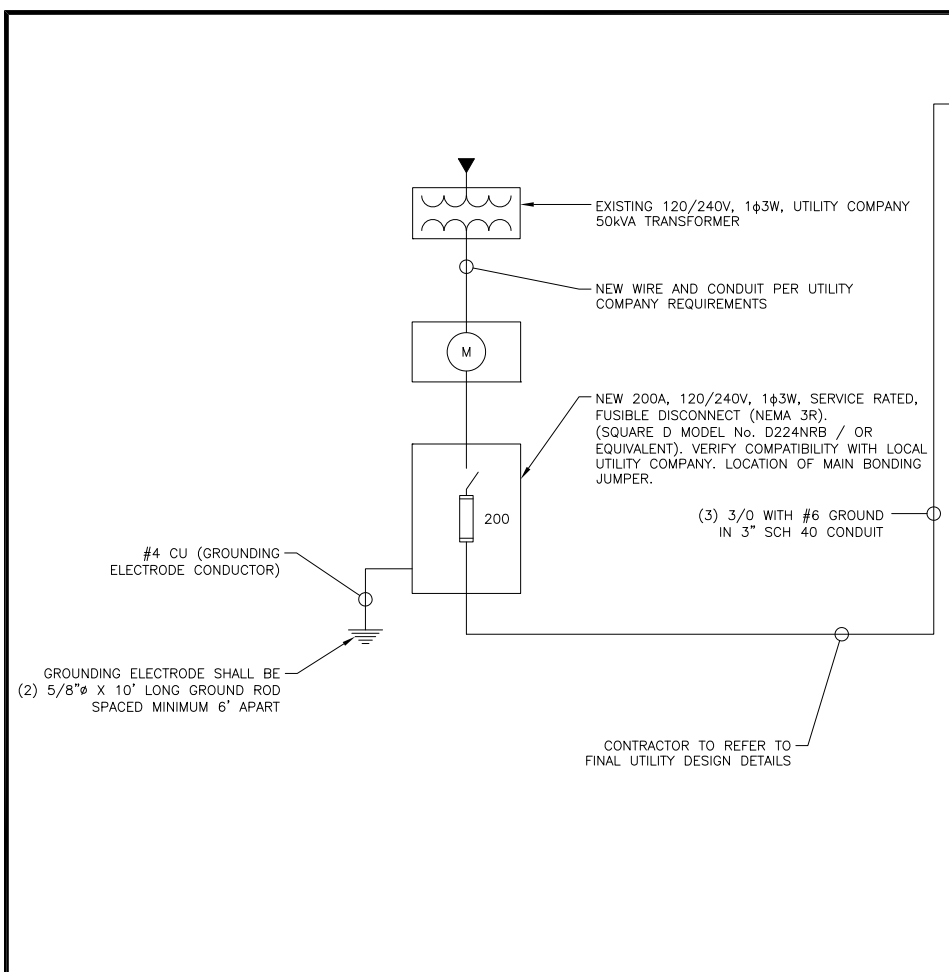 EXISTING 120/240V, 1ϕ3W, UTILITY COMPANY
50kVA TRANSFORMER
NEW WIRE AND CONDUIT PER UTILITY
COMPANY REQUIREMENTS
M
NEW 200A, 120/240V, 1ϕ3W, SERVICE RATED,
FUSIBLE DISCONNECT (NEMA 3R).
(SQUARE D MODEL No. D224NRB / OR
EQUIVALENT). VERIFY COMPATIBILITY WITH LOCAL
UTILITY COMPANY. LOCATION OF MAIN BONDING
JUMPER.
200
(3) 3/0 WITH #6 GROUND
IN 3" SCH 40 CONDUIT
#4 CU (GROUNDING
ELECTRODE CONDUCTOR)
GROUNDING ELECTRODE SHALL BE
(2) 5/8"ø X 10' LONG GROUND ROD
SPACED MINIMUM 6' APART
CONTRACTOR TO REFER TO
FINAL UTILITY DESIGN DETAILS